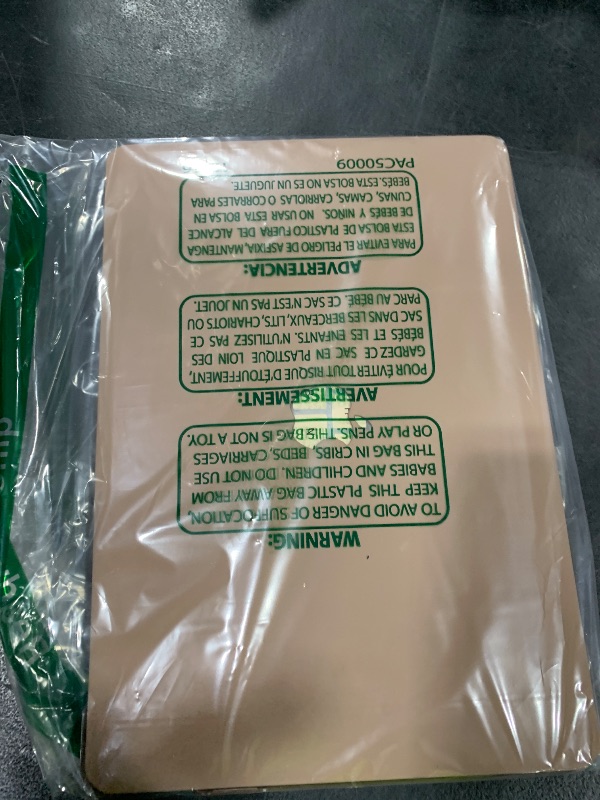 WARNING:
TO AVOID DANGER OF SUFFOCATION,
KEEP THIS PLASTIC BAG AWAY FROM
BABIES AND CHILDREN. DO NOT USE
THIS BAG IN CRIBS, BEDS, CARRIAGES
OR PLAY PENS. THIS BAG IS NOT A TOY.
AVERTISSEMENT:
POUR ÉVITER TOUT RISQUE D'ÉTOUFFEMENT,
GARDEZ CE SAC EN PLASTIQUE LOIN DES
BÉBÉS ET LES ENFANTS. N'UTILISEZ PAS CE
SAC DANS LES BERCEAUX, LITS, CHARIOTS OU
PARC AU BÉBÉ. CE SAC N'EST PAS UN JOUET.
ADVERTENCIA:
PARA EVITAR EL PELIGRO DE ASFIXIA, MANTENGA
ESTA BOLSA DE PLASTICO FUERA DEL ALCANCE
DE BEBÉS Y NIÑOS. NO USAR ESTA BOLSA EN
CUNAS, CAMAS, CARRIOLAS O CORRALES PARA
BEBÉS. ESTA BOLSA NO ES UN JUGUETE.
PAC50009